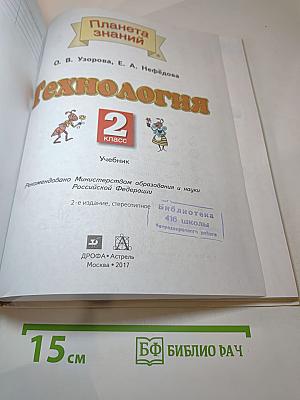 Планета
знаний
О. В. Узорова, Е. А. Нефёдова
Технология
2
класс
Учебник
Рекомендовано Министерством образования и науки
Российской Федерации
2-е издание, стереотипное
Библиотека
416 школы
ДРОФА • Астрель
Москва • 2017
15 см
БФ БИБЛИО РАЧ